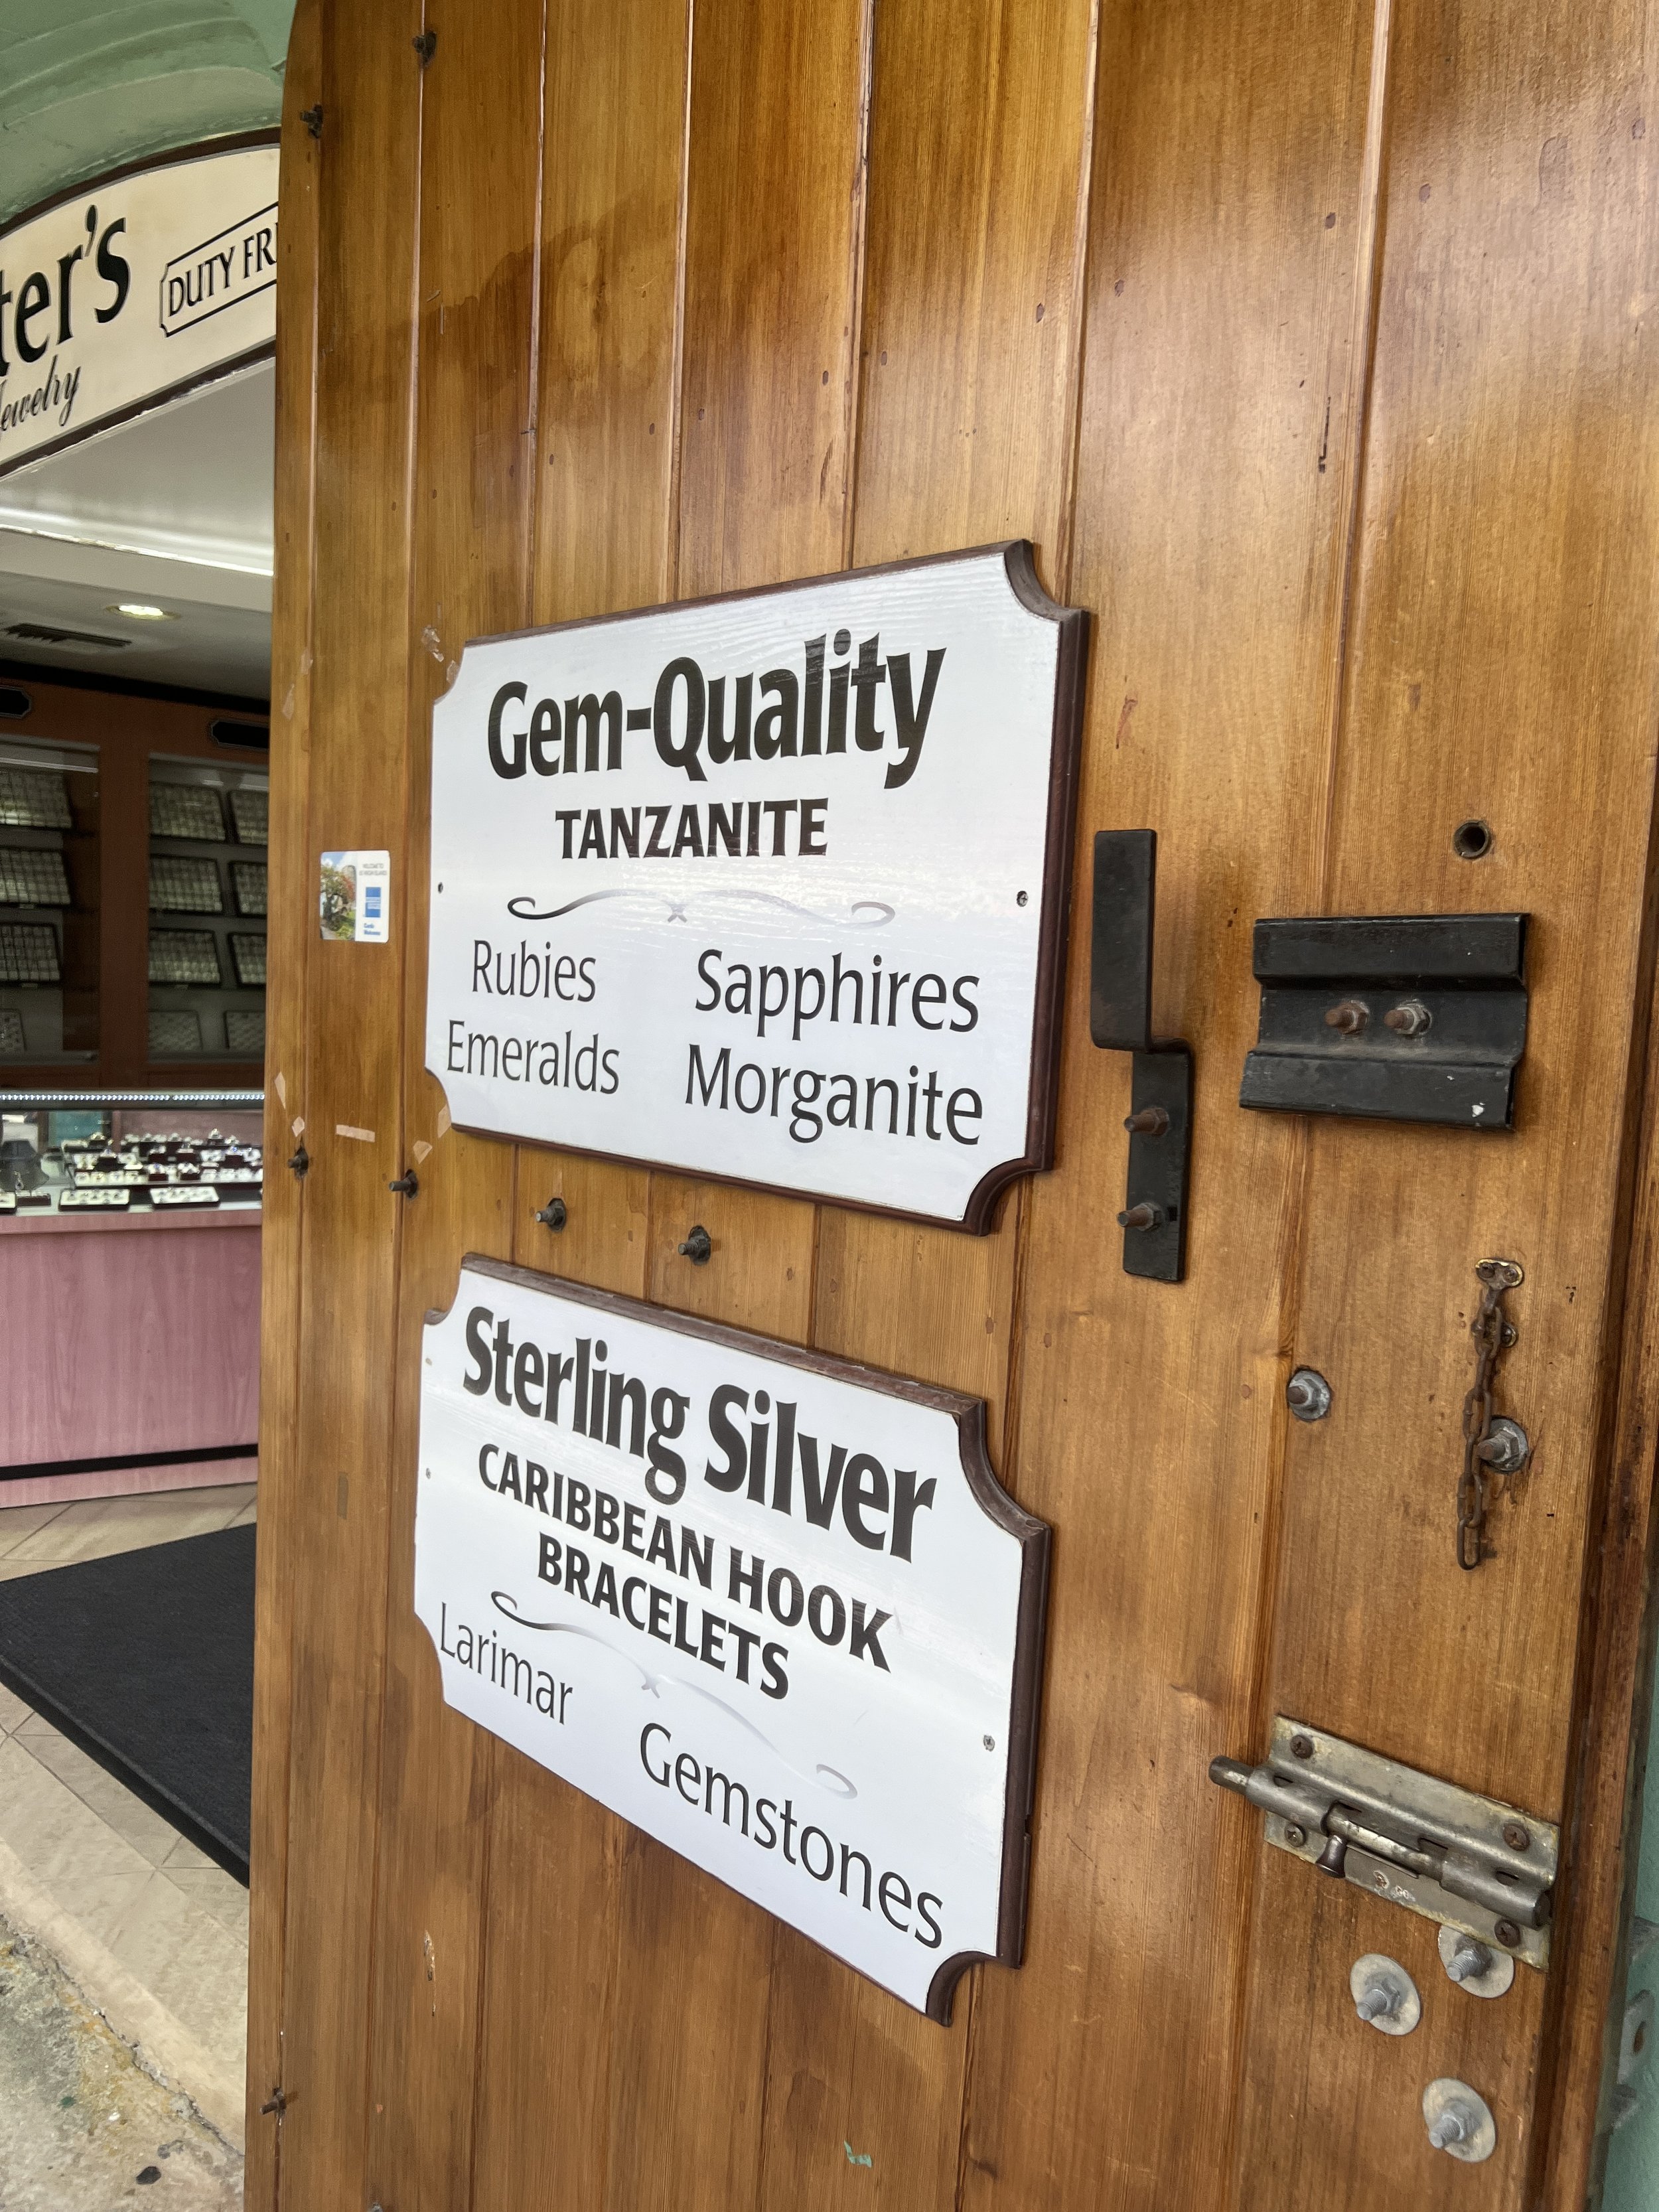 ter's
DUTY FR
Jewelry
Gem-Quality
TANZANITE
Rubies Sapphires
Emeralds Morganite
Sterling Silver
CARIBBEAN HOOK
BRACELETS
Larimar Gemstones